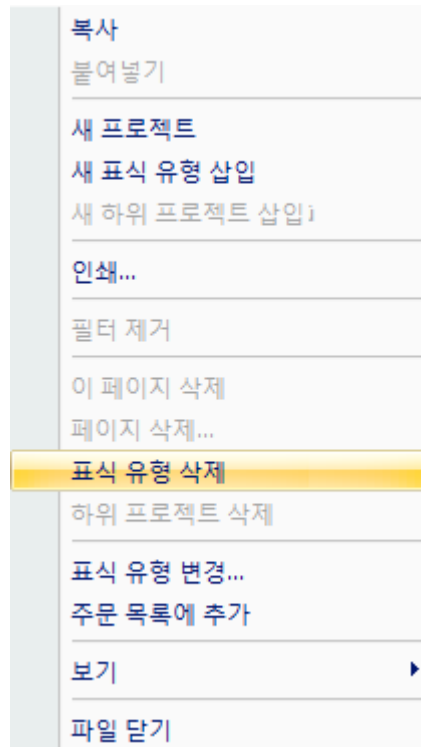 복사
붙여넣기
새 프로젝트
새 표식 유형 삽입
새 하위 프로젝트 삽입i
인쇄...
필터 제거
이 페이지 삭제
페이지 삭제...
표식 유형 삭제
하위 프로젝트 삭제
표식 유형 변경...
주문 목록에 추가
보기
파일 닫기